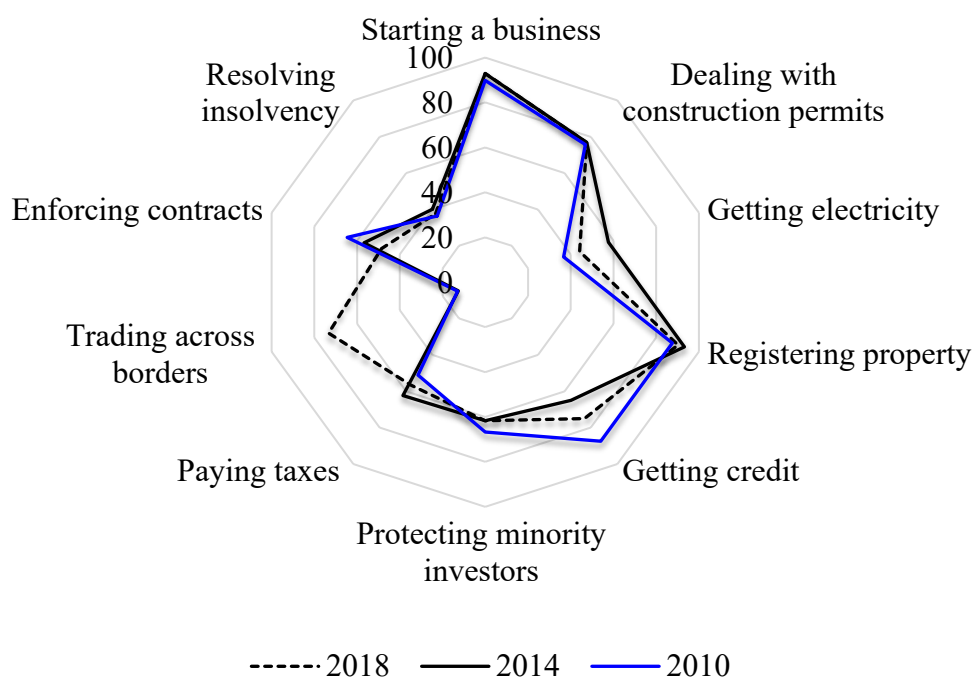 Starting a business
100
Resolving
insolvency
Dealing with
construction permits
80
60
40
Enforcing contracts
Getting electricity
20
0
Trading across
borders
Registering property
Paying taxes
Getting credit
Protecting minority
investors
2018
2014
2010